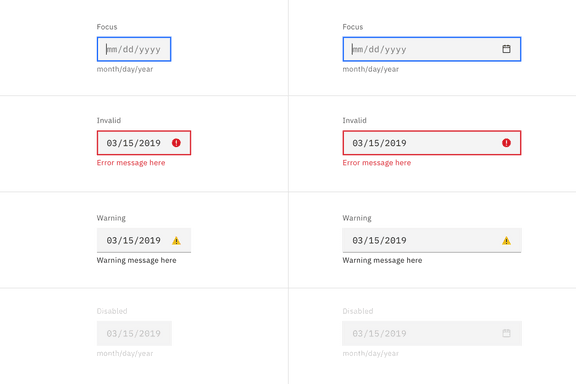 Focus
mm/dd/yyyy
month/day/year
Focus
mm/dd/yyyy
month/day/year
Invalid
03/15/2019
Error message here
Invalid
03/15/2019
Error message here
Warning
03/15/2019
Warning message here
Warning
03/15/2019
Warning message here
Disabled
03/15/2019
month/day/year
Disabled
03/15/2019
month/day/year